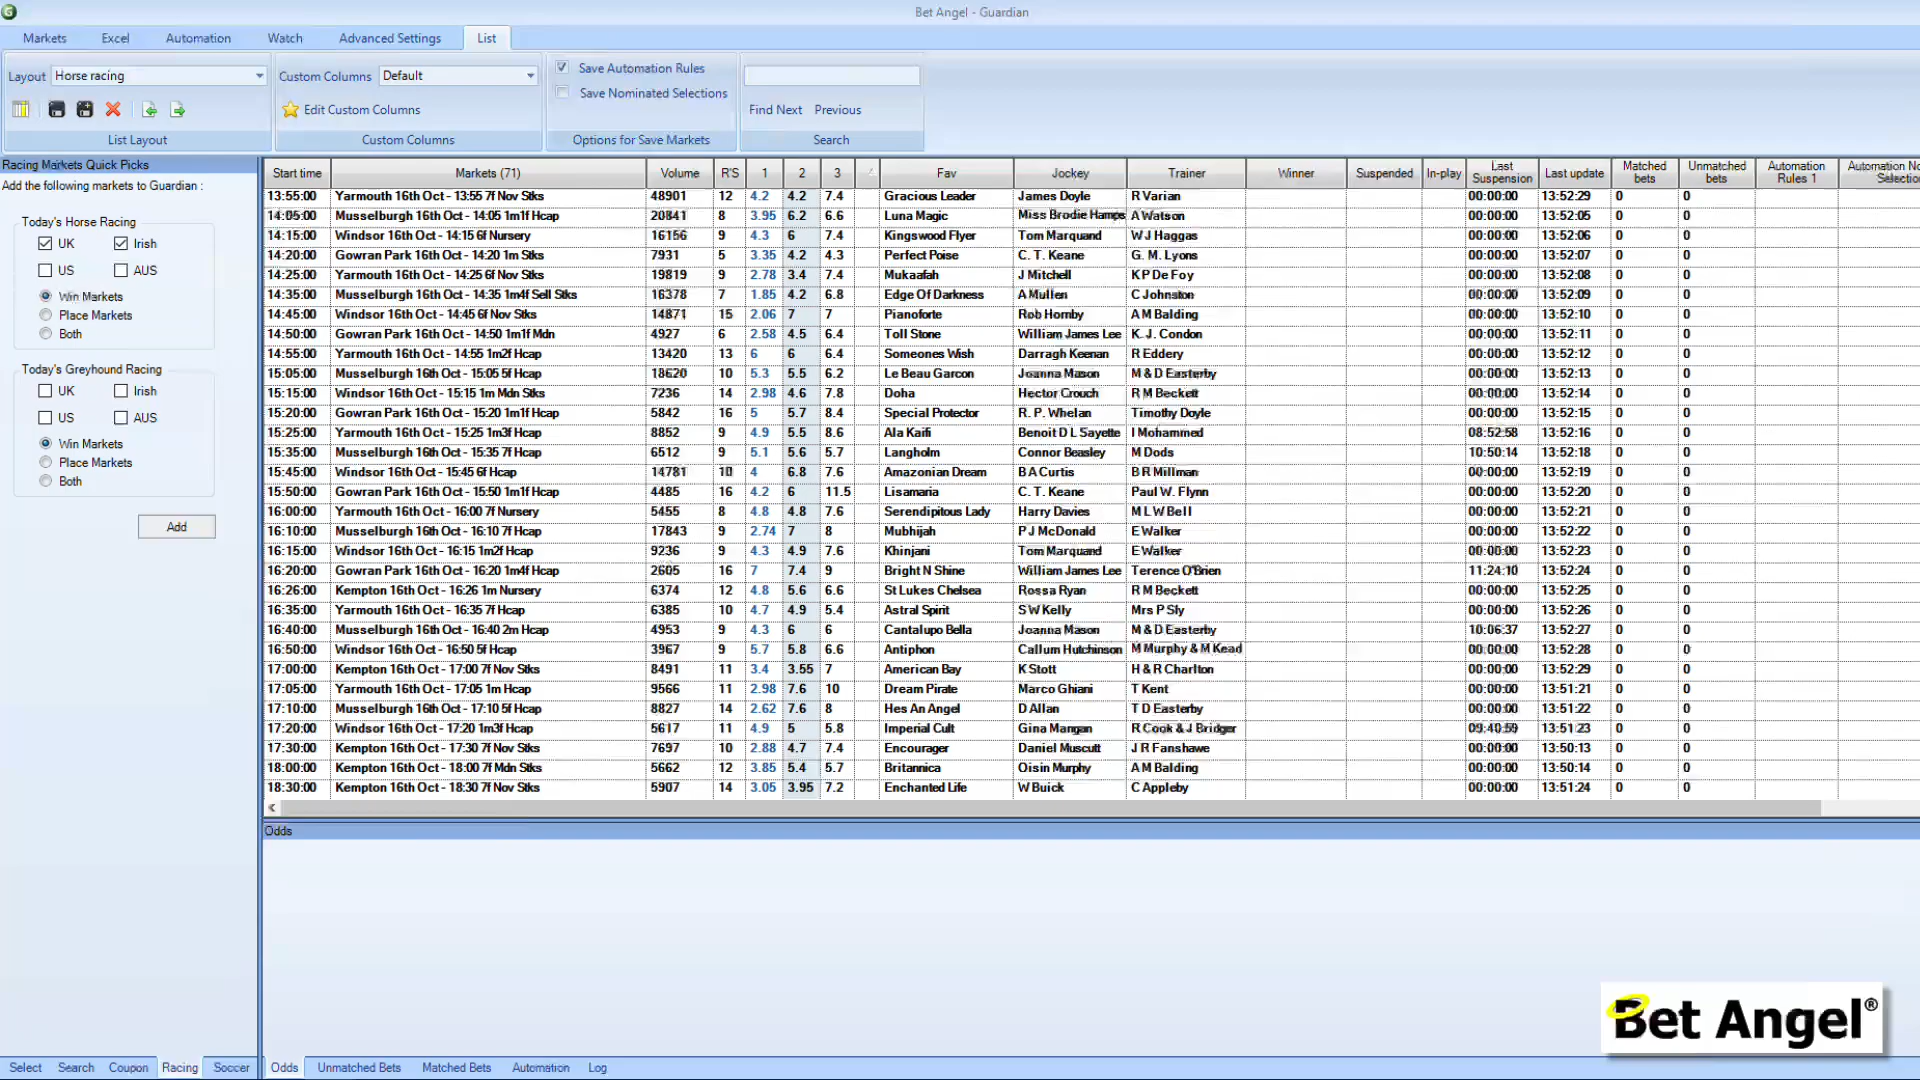 Bet Angel - Guardian
Markets Excel Automation Watch Advanced Settings List
Layout Horse racing Custom Columns Default Save Automation Rules
Save Nominated Selections
Edit Custom Columns Find Next Previous
List Layout Custom Columns Options for Save Markets Search
Racing Markets Quick Picks
Add the following markets to Guardian :
Today's Horse Racing
UK Irish
US AUS
Win Markets
Place Markets
Both
Today's Greyhound Racing
UK Irish
US AUS
Win Markets
Place Markets
Both
Add
Start time Markets (71) Volume R'S 1 2 3 Fav Jockey Trainer Winner Suspended In-play Last Suspension Last update Matched bets Unmatched bets Automation Rules 1 Automation No Selectio
13:55:00 Yarmouth 16th Oct - 13:55 7f Nov Stks 48901 12 4.2 4.2 7.4 Gracious Leader James Doyle R Varian 00:00:00 13:52:29 0 0
14:05:00 Musselburgh 16th Oct - 14:05 1m1f Hcap 20841 8 3.95 6.2 6.6 Luna Magic Miss Brodie Hampson A Watson 00:00:00 13:52:05 0 0
14:15:00 Windsor 16th Oct - 14:15 6f Nursery 16156 9 4.3 6 7.4 Kingswood Flyer Tom Marquand W J Haggas 00:00:00 13:52:06 0 0
14:20:00 Gowran Park 16th Oct - 14:20 1m Stks 7931 5 3.35 4.2 4.3 Perfect Poise C. T. Keane G. M. Lyons 00:00:00 13:52:07 0 0
14:25:00 Yarmouth 16th Oct - 14:25 6f Nov Stks 19819 9 2.78 3.4 7.4 Mukaafah J Mitchell K P De Foy 00:00:00 13:52:08 0 0
14:35:00 Musselburgh 16th Oct - 14:35 1m4f Sell Stks 16378 7 1.85 4.2 6.8 Edge Of Darkness A Mullen C Johnston 00:00:00 13:52:09 0 0
14:45:00 Windsor 16th Oct - 14:45 6f Nov Stks 14871 15 2.06 7 7 Pianoforte Rob Hornby A M Balding 00:00:00 13:52:10 0 0
14:50:00 Gowran Park 16th Oct - 14:50 1m1f Mdn 4927 6 2.58 4.5 6.4 Toll Stone William James Lee K. J. Condon 00:00:00 13:52:11 0 0
14:55:00 Yarmouth 16th Oct - 14:55 1m2f Hcap 13420 13 6 6 6.4 Someones Wish Darragh Keenan R Eddery 00:00:00 13:52:12 0 0
15:05:00 Musselburgh 16th Oct - 15:05 5f Hcap 18620 10 5.3 5.5 6.2 Le Beau Garcon Joanna Mason M & D Easterby 00:00:00 13:52:13 0 0
15:15:00 Windsor 16th Oct - 15:15 1m Mdn Stks 7236 14 2.98 4.6 7.8 Doha Hector Crouch R M Beckett 00:00:00 13:52:14 0 0
15:20:00 Gowran Park 16th Oct - 15:20 1m1f Hcap 5842 16 5 5.7 8.4 Special Protector R. P. Whelan Timothy Doyle 00:00:00 13:52:15 0 0
15:25:00 Yarmouth 16th Oct - 15:25 1m3f Hcap 8852 9 4.9 5.5 8.6 Ala Kaifi Benoit D L Sayette I Mohammed 08:52:58 13:52:16 0 0
15:35:00 Musselburgh 16th Oct - 15:35 7f Hcap 6512 9 5.1 5.6 5.7 Langholm Connor Beasley M Dods 10:50:14 13:52:18 0 0
15:45:00 Windsor 16th Oct - 15:45 6f Hcap 14781 10 4 6.8 7.6 Amazonian Dream B A Curtis B R Millman 00:00:00 13:52:19 0 0
15:50:00 Gowran Park 16th Oct - 15:50 1m1f Hcap 4485 16 4.2 6 11.5 Lisamaria C. T. Keane Paul W. Flynn 00:00:00 13:52:20 0 0
16:00:00 Yarmouth 16th Oct - 16:00 7f Nursery 5455 8 4.8 4.8 7.6 Serendipitous Lady Harry Davies M L W Bell 00:00:00 13:52:21 0 0
16:10:00 Musselburgh 16th Oct - 16:10 7f Hcap 17843 9 2.74 7 8 Mubhijah P J McDonald E Walker 00:00:00 13:52:22 0 0
16:15:00 Windsor 16th Oct - 16:15 1m2f Hcap 9236 9 4.3 4.9 7.6 Khinjani Tom Marquand E Walker 00:00:00 13:52:23 0 0
16:20:00 Gowran Park 16th Oct - 16:20 1m4f Hcap 2605 16 7 7.4 9 Bright N Shine William James Lee Terence O'Brien 11:24:10 13:52:24 0 0
16:26:00 Kempton 16th Oct - 16:26 1m Nursery 6374 12 4.8 5.6 6.6 St Lukes Chelsea Rossa Ryan R M Beckett 00:00:00 13:52:25 0 0
16:35:00 Yarmouth 16th Oct - 16:35 7f Hcap 6385 10 4.7 4.9 5.4 Astral Spirit S W Kelly Mrs P Sly 00:00:00 13:52:26 0 0
16:40:00 Musselburgh 16th Oct - 16:40 2m Hcap 4953 9 4.3 6 6 Cantalupo Bella Joanna Mason M & D Easterby 10:06:37 13:52:27 0 0
16:50:00 Windsor 16th Oct - 16:50 5f Hcap 3967 9 5.7 5.8 6.6 Antiphon Callum Hutchinson M Murphy & M Kead 00:00:00 13:52:28 0 0
17:00:00 Kempton 16th Oct - 17:00 7f Nov Stks 8491 11 3.4 3.55 7 American Bay K Stott H & R Charlton 00:00:00 13:52:29 0 0
17:05:00 Yarmouth 16th Oct - 17:05 1m Hcap 9566 11 2.98 7.6 10 Dream Pirate Marco Ghiani T Kent 00:00:00 13:51:21 0 0
17:10:00 Musselburgh 16th Oct - 17:10 5f Hcap 8827 14 2.62 7.6 8 Hes An Angel D Allan T D Easterby 00:00:00 13:51:22 0 0
17:20:00 Windsor 16th Oct - 17:20 1m3f Hcap 5617 11 4.9 5 5.8 Imperial Cult Gina Mangan R Cook & J Bridger 09:40:59 13:51:23 0 0
17:30:00 Kempton 16th Oct - 17:30 7f Nov Stks 7697 10 2.88 4.7 7.4 Encourager Daniel Muscutt J R Fanshawe 00:00:00 13:50:13 0 0
18:00:00 Kempton 16th Oct - 18:00 7f Mdn Stks 5662 12 3.85 5.4 5.7 Britannica Oisin Murphy A M Balding 00:00:00 13:50:14 0 0
18:30:00 Kempton 16th Oct - 18:30 7f Nov Stks 5907 14 3.05 3.95 7.2 Enchanted Life W Buick C Appleby 00:00:00 13:51:24 0 0
Odds
Bet Angel®
Select Search Coupon Racing Soccer Odds Unmatched Bets Matched Bets Automation Log